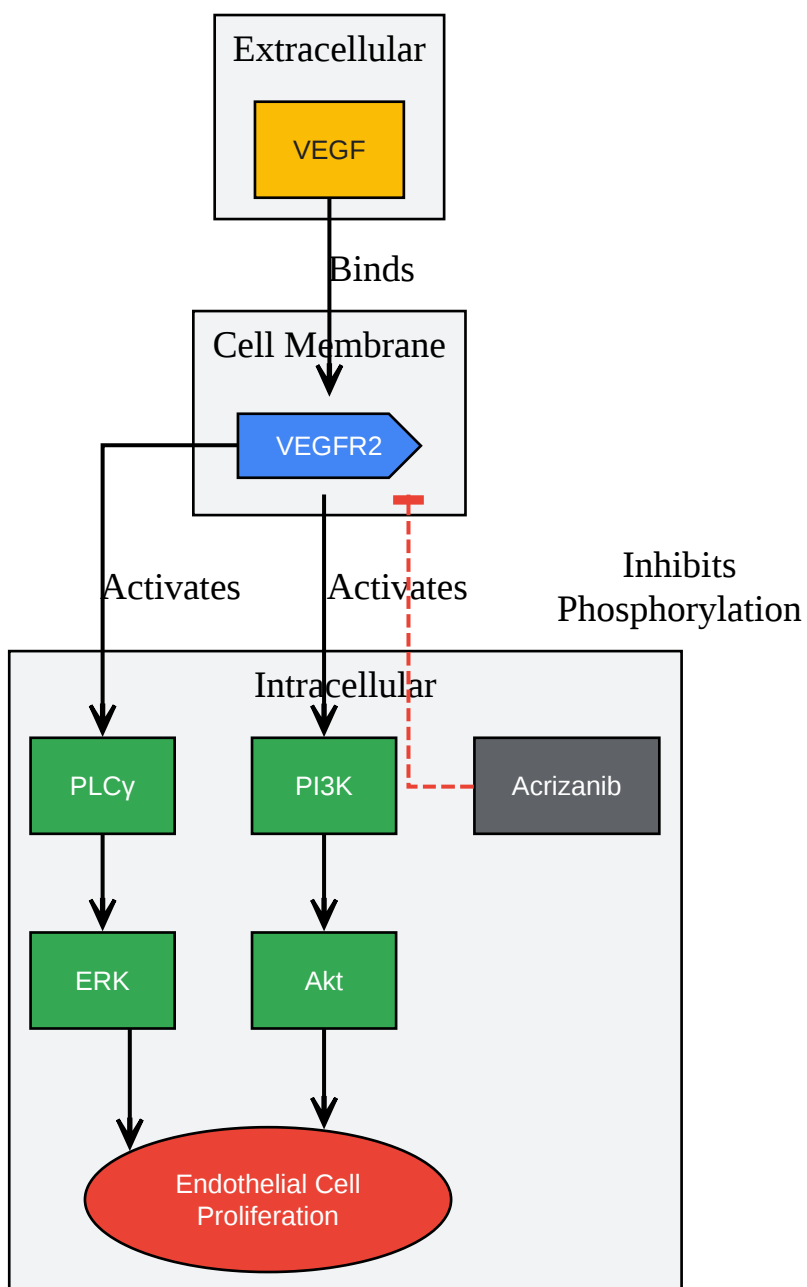 Extracellular
VEGF
Binds
Cell Membrane
VEGFR2
Activates
Activates
Inhibits
Phosphorylation
Intracellular
PLCγ
PI3K
Acrizanib
ERK
Akt
Endothelial Cell
Proliferation